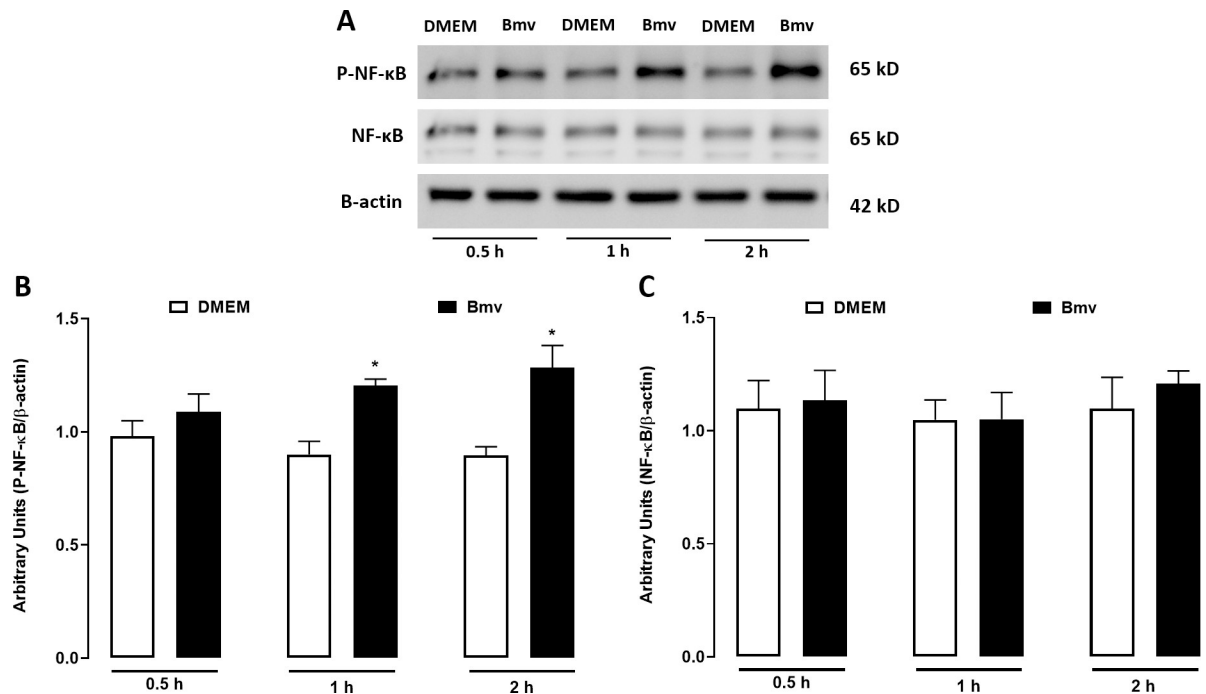 A
DMEM Bmv DMEM Bmv DMEM Bmv
P-NF-κB 65 kD
NF-κB 65 kD
B-actin 42 kD
0.5 h 1 h 2 h
B
DMEM Bmv
Arbitrary Units (P-NF-κB/β-actin)
1.5
1.0
0.5
0.0
*
*
0.5 h 1 h 2 h
C
DMEM Bmv
Arbitrary Units (NF-κB/β-actin)
1.5
1.0
0.5
0.0
0.5 h 1 h 2 h